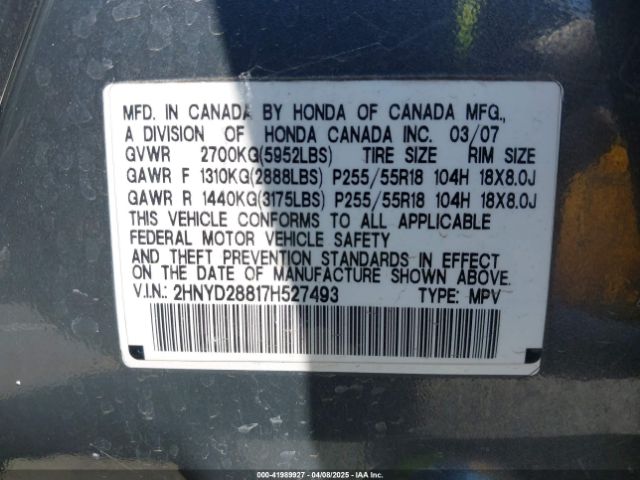 MFD. IN CANADA BY HONDA OF CANADA MFG.,
A DIVISION OF HONDA CANADA INC. 03/07
GVWR 2700KG(5952LBS) TIRE SIZE RIM SIZE
GAWR F 1310KG(2888LBS) P255/55R18 104H 18X8.0J
GAWR R 1440KG(3175LBS) P255/55R18 104H 18X8.0J
THIS VEHICLE CONFORMS TO ALL APPLICABLE
FEDERAL MOTOR VEHICLE SAFETY
AND THEFT PREVENTION STANDARDS IN EFFECT
ON THE DATE OF MANUFACTURE SHOWN ABOVE.
V.I.N.: 2HNYD28817H527493 TYPE: MPV
000-41989927 - 04/08/2025 - IAA Inc.